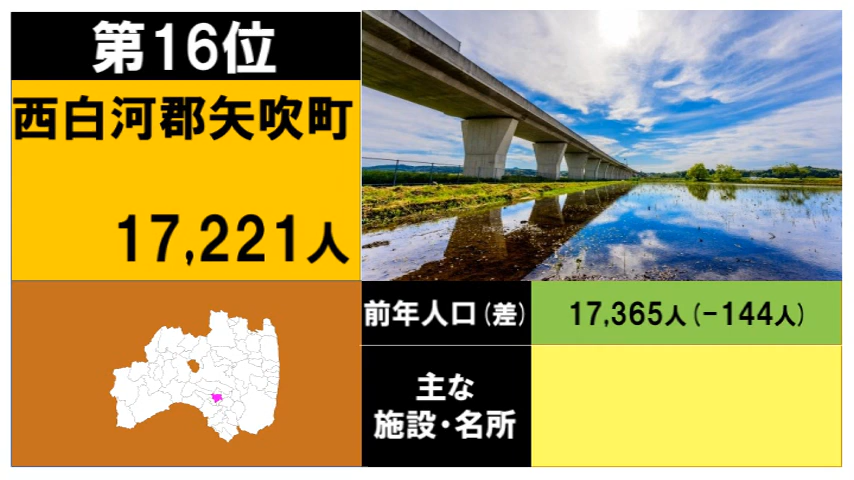 第16位
西白河郡矢吹町
17,221人
前年人口(差)
17,365人(-144人)
主な
施設・名所